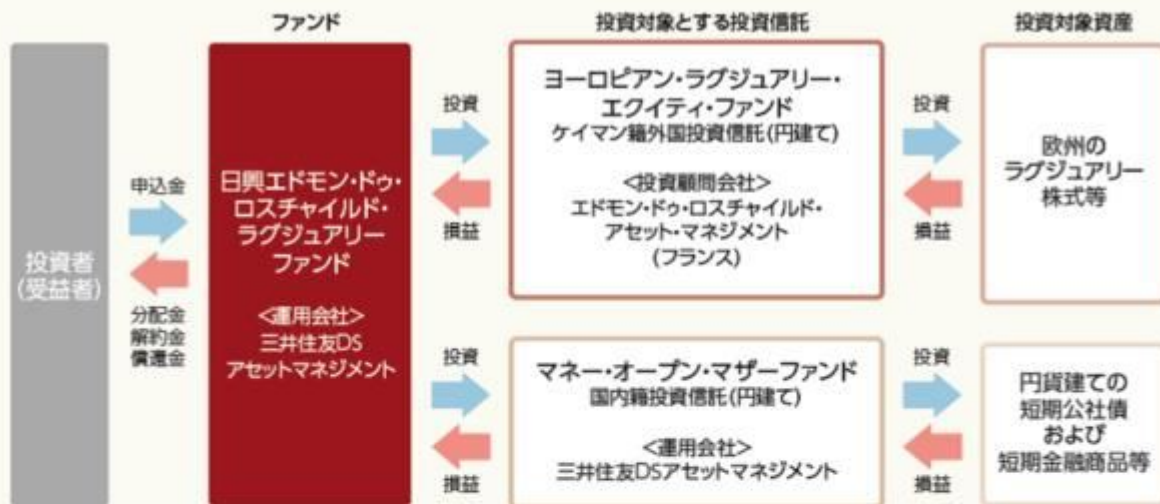 ファンド
投資対象とする投資信託
投資対象資産
投資者
(受益者)
申込金
分配金
解約金
償還金
日興エドモン・ドゥ・
ロスチャイルド・
ラグジュアリー
ファンド
<運用会社>
三井住友DS
アセットマネジメント
投資
損益
ヨーロピアン・ラグジュアリー・
エクイティ・ファンド
ケイマン籍外国投資信託(円建て)
<投資顧問会社>
エドモン・ドゥ・ロスチャイルド・
アセット・マネジメント
(フランス)
投資
損益
欧州の
ラグジュアリー
株式等
投資
損益
マネー・オープン・マザーファンド
国内籍投資信託(円建て)
<運用会社>
三井住友DSアセットマネジメント
投資
損益
円貨建ての
短期公社債
および
短期金融商品等